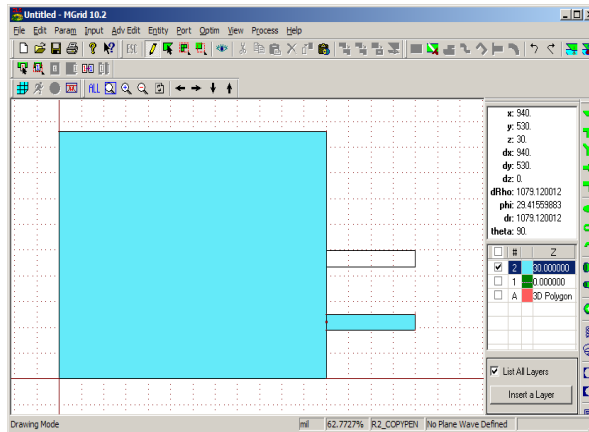 Untitled - MGrid 10.2
File Edit Param Input Adv Edit Entity Port Optim View Process Help
ESC
ALL
x: 940.
y: 530.
z: 30.
dx: 940.
dy: 530.
dz: 0.
dRho: 1079.120012
phi: 29.41559883
dr: 1079.120012
theta: 90.
# Z
2 30.000000
1 0.000000
A 3D Polygon
List All Layers
Insert a Layer
Drawing Mode mil 62.7727% R2_COPYPEN No Plane Wave Defined